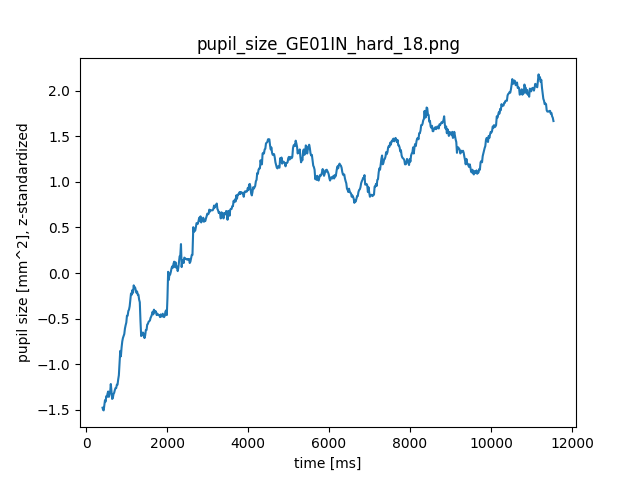 pupil_size_GE01IN_hard_18.png
pupil size [mm^2], z-standardized
2.0
1.5
1.0
0.5
0.0
−0.5
−1.0
−1.5
0 2000 4000 6000 8000 10000 12000
time [ms]